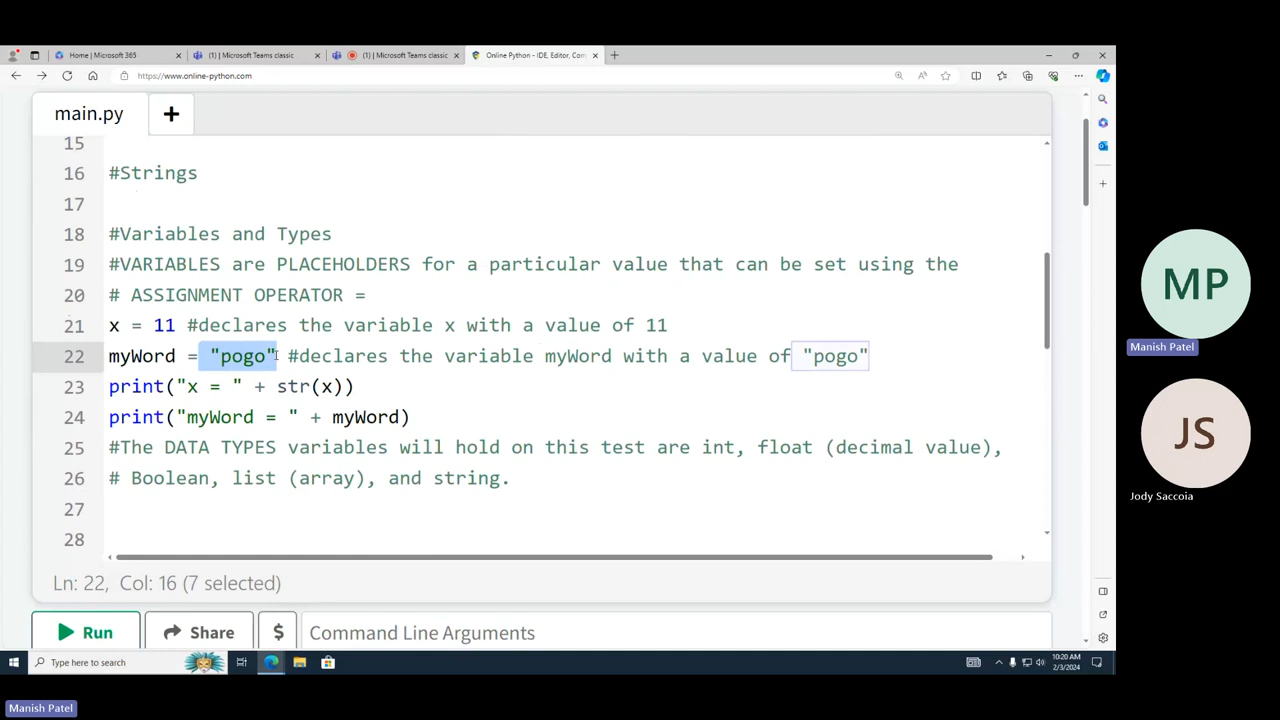 Home | Microsoft 365
(1) | Microsoft Teams classic
(1) | Microsoft Teams classic
Online Python - IDE, Editor, Com
https://www.online-python.com
main.py
15
16 #Strings
17
18 #Variables and Types
19 #VARIABLES are PLACEHOLDERS for a particular value that can be set using the
20 # ASSIGNMENT OPERATOR =
21 x = 11 #declares the variable x with a value of 11
22 myWord = "pogo" #declares the variable myWord with a value of "pogo"
23 print("x = " + str(x))
24 print("myWord = " + myWord)
25 #The DATA TYPES variables will hold on this test are int, float (decimal value),
26 # Boolean, list (array), and string.
27
28
Ln: 22, Col: 16 (7 selected)
Run
Share
$
Command Line Arguments
Type here to search
10:20 AM
2/3/2024
MP
Manish Patel
JS
Jody Saccoia
Manish Patel